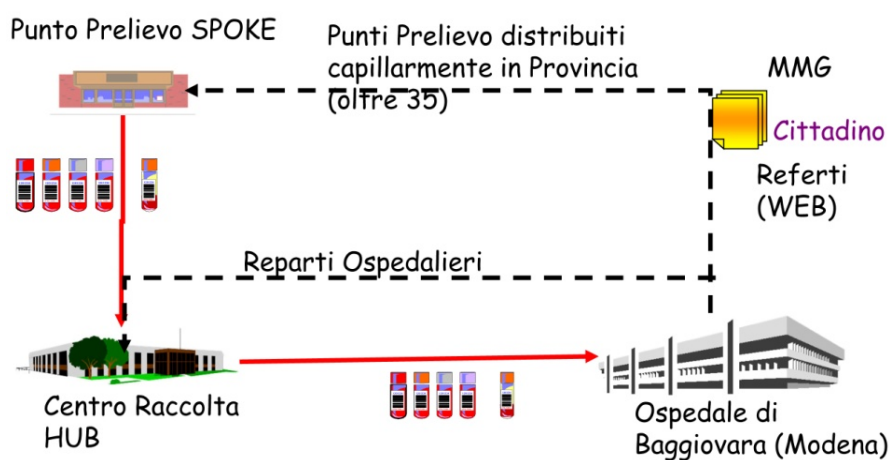 Punto Prelievo SPOKE
Punti Prelievo distribuiti
capillarmente in Provincia
(oltre 35)
MMG
Cittadino
Referti
(WEB)
Reparti Ospedalieri
Centro Raccolta
HUB
Ospedale di
Baggiovara (Modena)